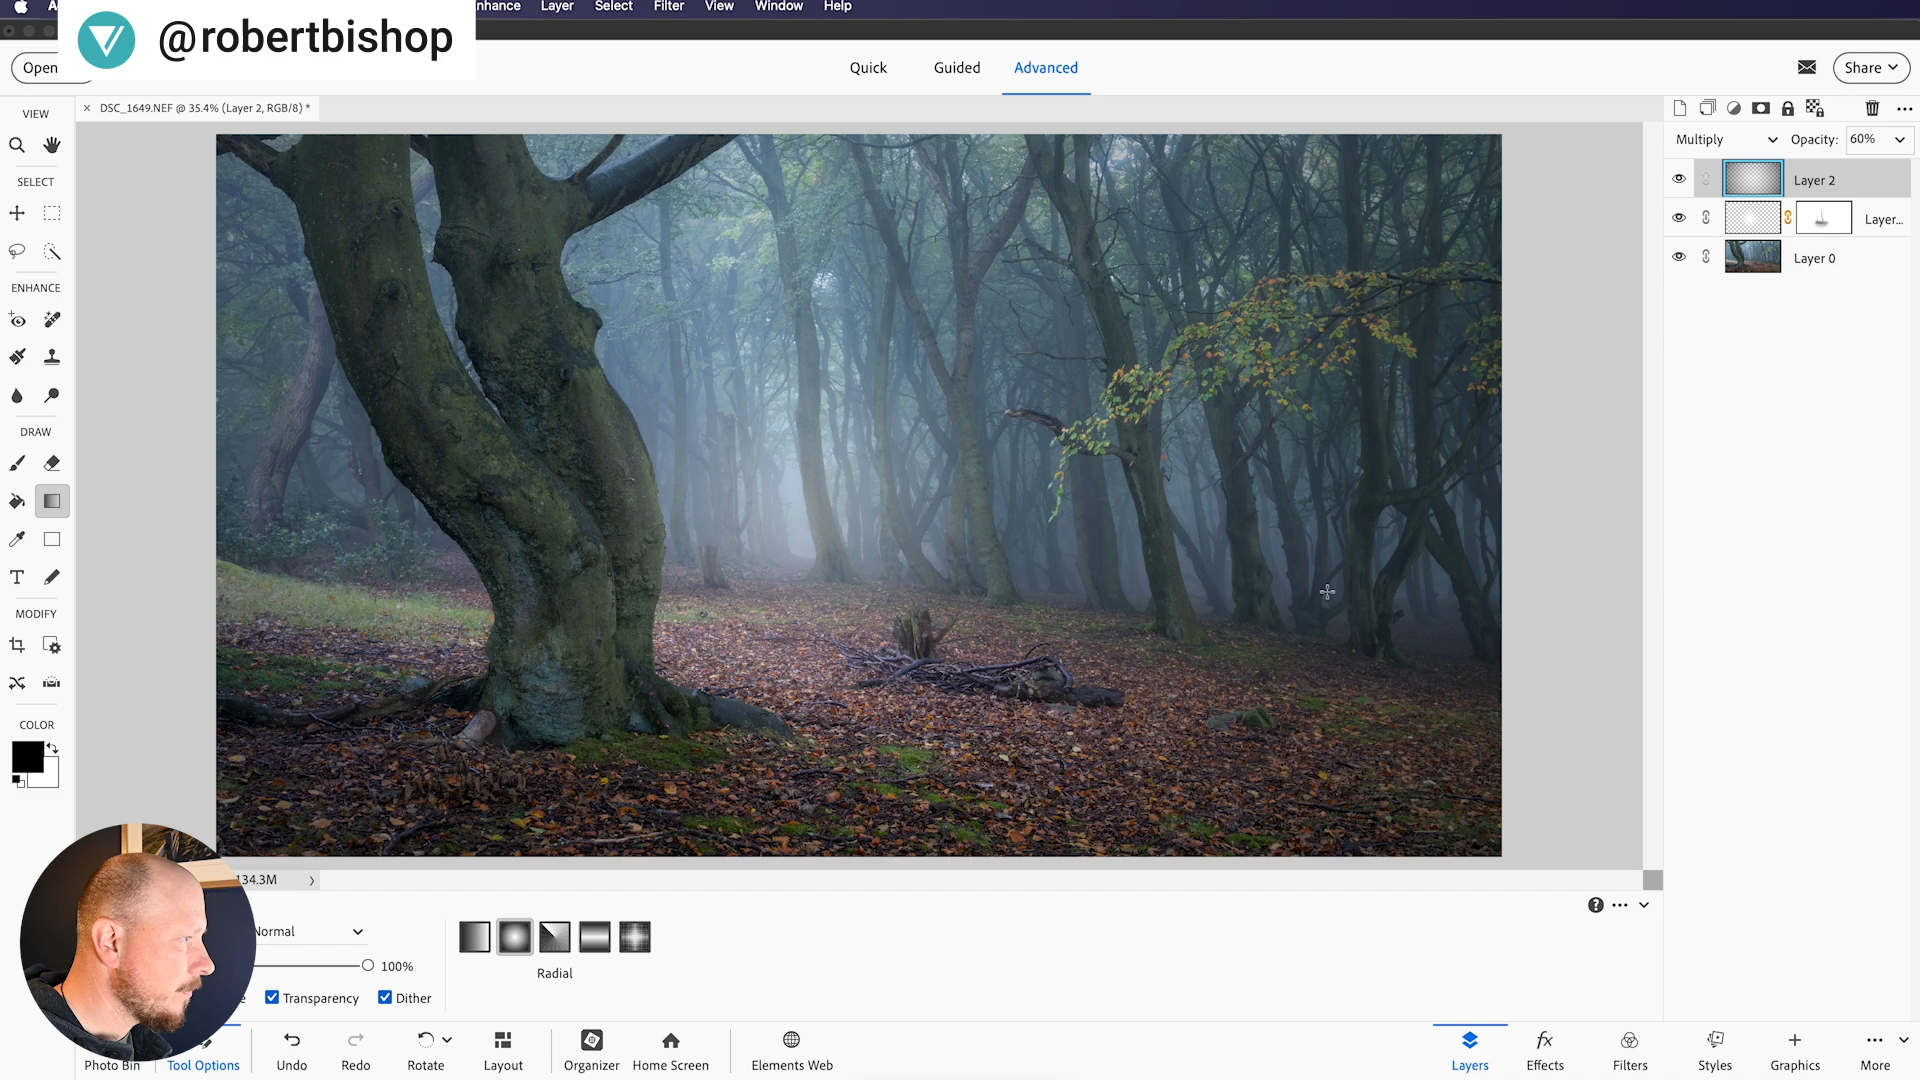 Enhance Layer Select Filter View Window Help
@robertbishop
Open
Quick Guided Advanced
Share
VIEW
× DSC_1649.NEF @ 35.4% (Layer 2, RGB/8) *
Multiply Opacity: 60%
SELECT
Layer 2
Layer...
Layer 0
ENHANCE
DRAW
MODIFY
COLOR
134.3M
Normal
100%
Radial
Transparency Dither
Photo Bin Tool Options Undo Redo Rotate Layout Organizer Home Screen Elements Web Layers Effects Filters Styles Graphics More